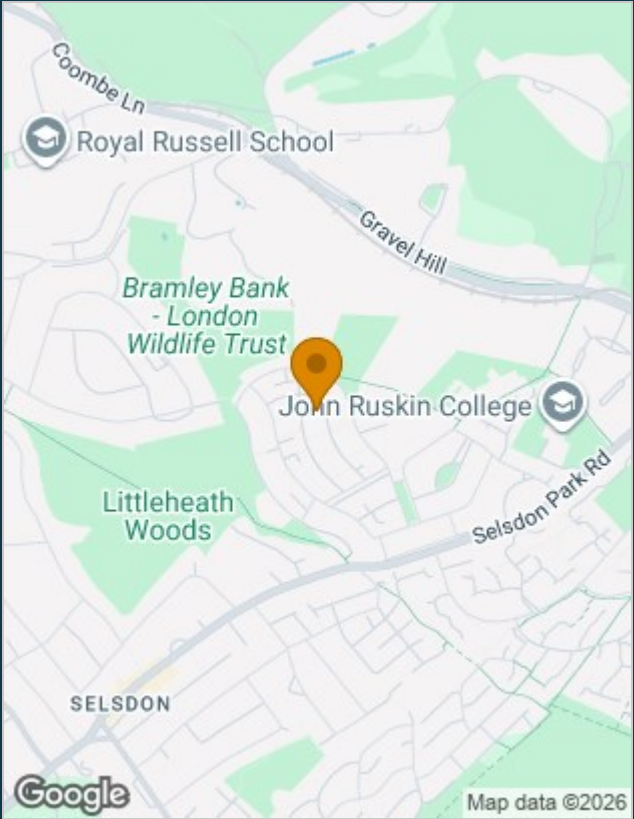 Coombe Ln
Royal Russell School
Gravel Hill
Bramley Bank
- London
Wildlife Trust
John Ruskin College
Selsdon Park Rd
Littleheath
Woods
SELSDON
Google
Map data ©2026